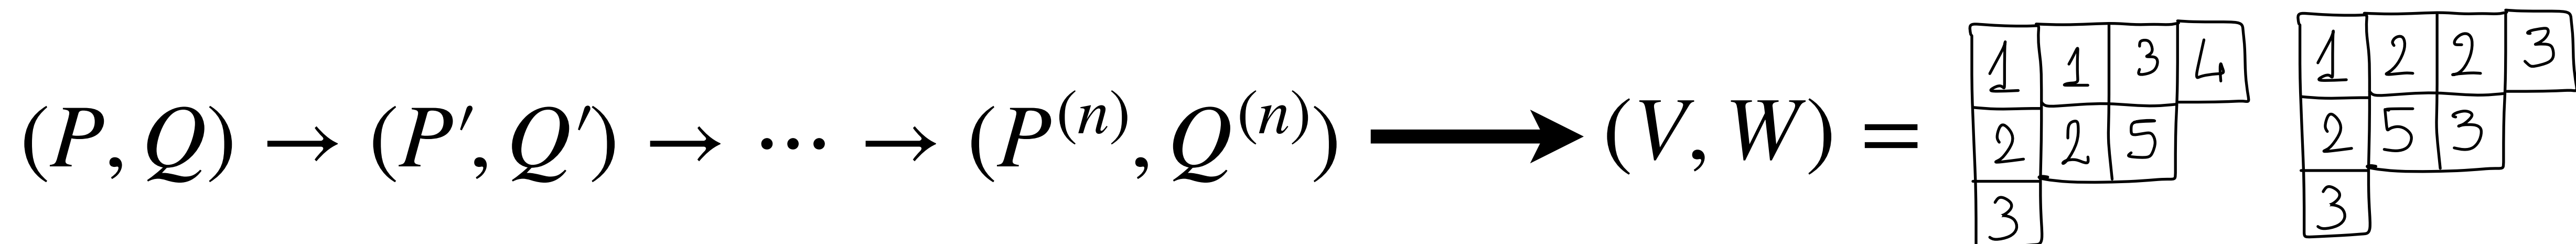 (P, Q) → (P′, Q′) → ⋯ → (P⁽ⁿ⁾, Q⁽ⁿ⁾) ⟶ (V, W) =
1 1 3 4
2 2 5
3
1 2 2 3
2 5 3
3